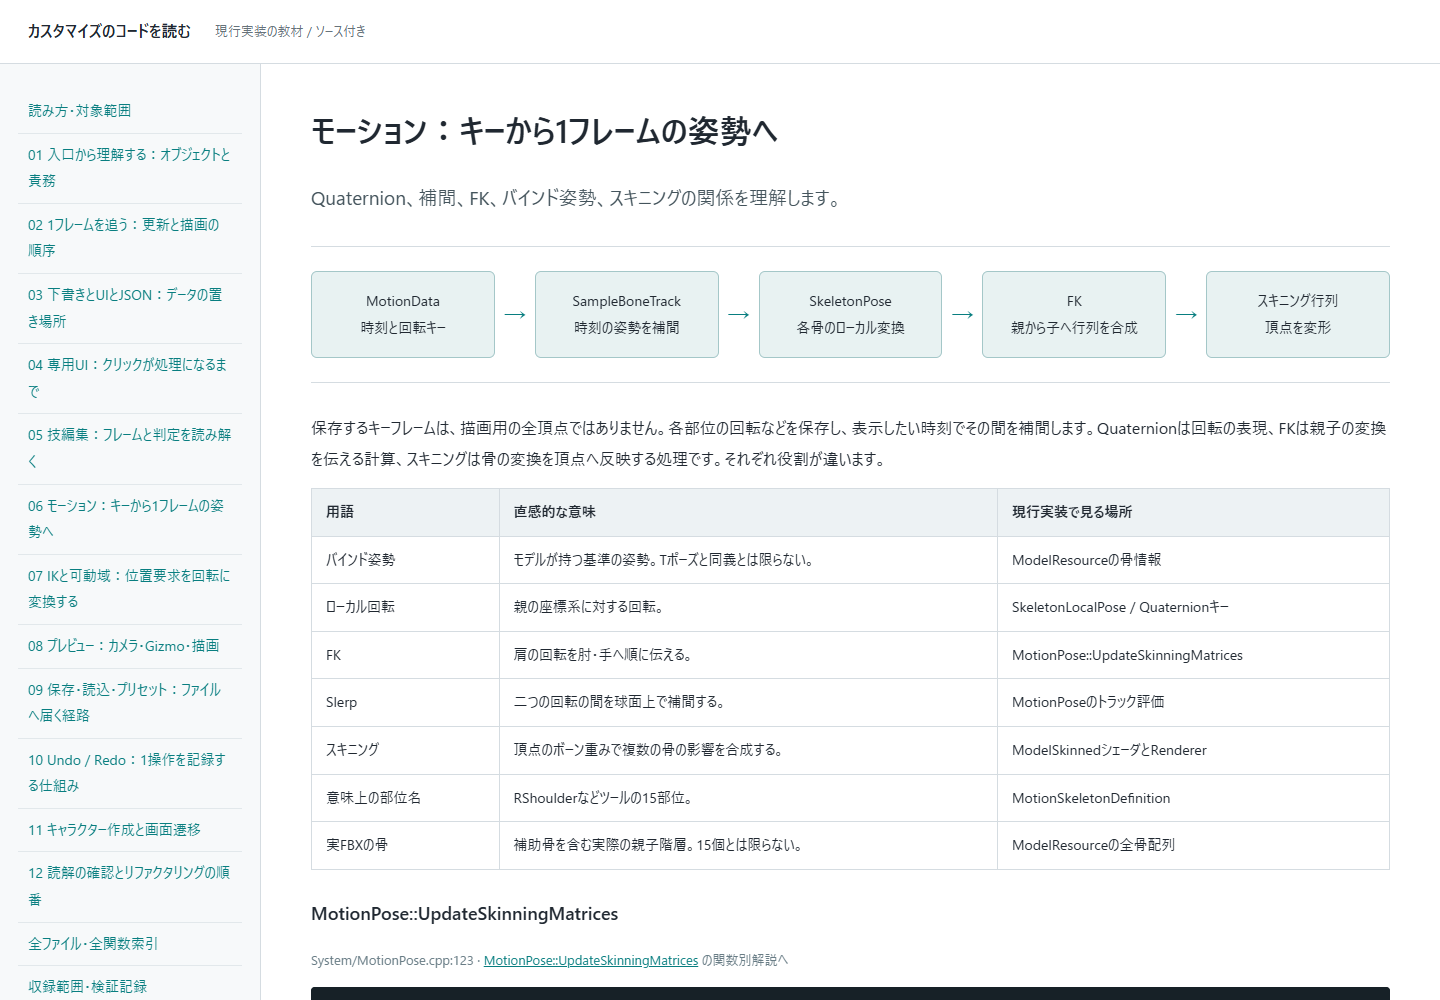 カスタマイズのコードを読む
現行実装の教材 / ソース付き
読み方・対象範囲
01 入口から理解する：オブジェクトと
責務
02 1フレームを追う：更新と描画の
順序
03 下書きとUIとJSON：データの置
き場所
04 専用UI：クリックが処理になるま
で
05 技編集：フレームと判定を読み解
く
06 モーション：キーから1フレームの姿
勢へ
07 IKと可動域：位置要求を回転に
変換する
08 プレビュー：カメラ・Gizmo・描画
09 保存・読込・プリセット：ファイル
へ届く経路
10 Undo / Redo：1操作を記録す
る仕組み
11 キャラクター作成と画面遷移
12 読解の確認とリファクタリングの順
番
全ファイル・全関数索引
収録範囲・検証記録
モーション：キーから1フレームの姿勢へ
Quaternion、補間、FK、バインド姿勢、スキニングの関係を理解します。
MotionData
時刻と回転キー
→
SampleBoneTrack
時刻の姿勢を補間
→
SkeletonPose
各骨のローカル変換
→
FK
親から子へ行列を合成
→
スキニング行列
頂点を変形
保存するキーフレームは、描画用の全頂点ではありません。各部位の回転などを保存し、表示したい時刻でその間を補間します。Quaternionは回転の表現、FKは親子の変換
を伝える計算、スキニングは骨の変換を頂点へ反映する処理です。それぞれ役割が違います。
用語 直感的な意味 現行実装で見る場所
バインド姿勢 モデルが持つ基準の姿勢。Tポーズと同義とは限らない。 ModelResourceの骨情報
ローカル回転 親の座標系に対する回転。 SkeletonLocalPose / Quaternionキー
FK 肩の回転を肘・手へ順に伝える。 MotionPose::UpdateSkinningMatrices
Slerp 二つの回転の間を球面上で補間する。 MotionPoseのトラック評価
スキニング 頂点のボーン重みで複数の骨の影響を合成する。 ModelSkinnedシェーダとRenderer
意味上の部位名 RShoulderなどツールの15部位。 MotionSkeletonDefinition
実FBXの骨 補助骨を含む実際の親子階層。15個とは限らない。 ModelResourceの全骨配列
MotionPose::UpdateSkinningMatrices
System/MotionPose.cpp:123 · MotionPose::UpdateSkinningMatrices の関数別解説へ